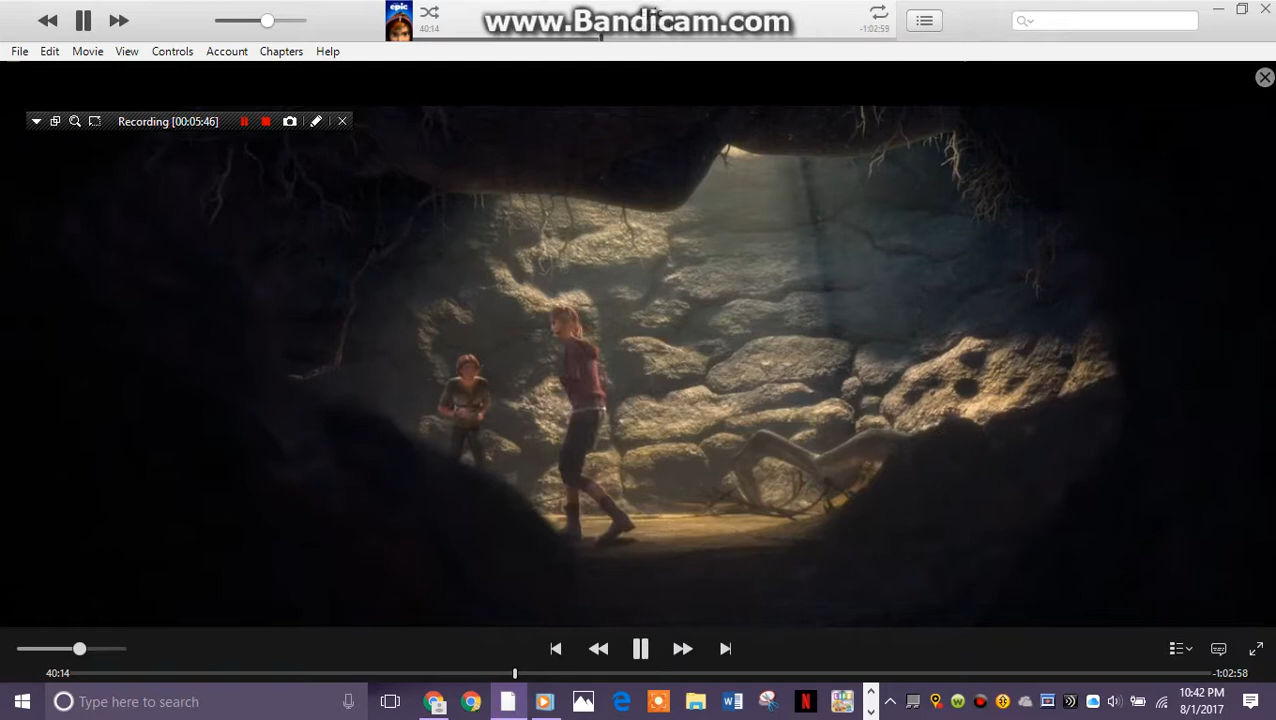 epic
40:14
www.Bandicam.com
-1:02:59
File Edit Movie View Controls Account Chapters Help
Recording [00:05:46]
40:14
-1:02:58
Type here to search
10:42 PM
8/1/2017